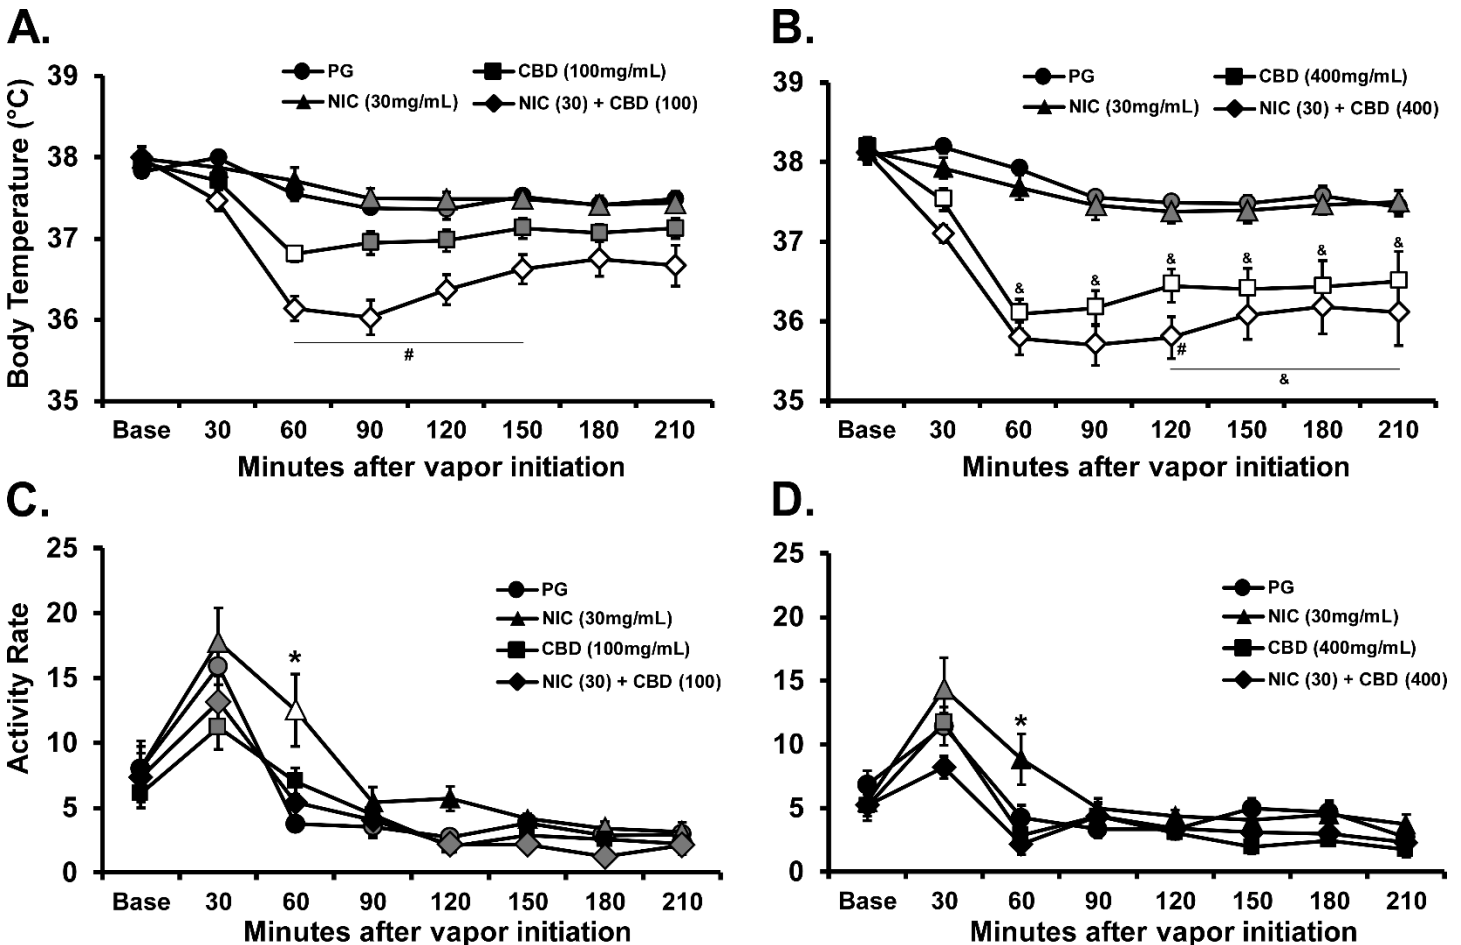 A.
39
38
37
36
35
Body Temperature (°C)
PG
CBD (100mg/mL)
NIC (30mg/mL)
NIC (30) + CBD (100)
#
Base 30 60 90 120 150 180 210
Minutes after vapor initiation
B.
39
38
37
36
35
PG
CBD (400mg/mL)
NIC (30mg/mL)
NIC (30) + CBD (400)
& & & & & &
#
&
Base 30 60 90 120 150 180 210
Minutes after vapor initiation
C.
25
20
15
10
5
0
Activity Rate
PG
NIC (30mg/mL)
CBD (100mg/mL)
NIC (30) + CBD (100)
*
Base 30 60 90 120 150 180 210
Minutes after vapor initiation
D.
25
20
15
10
5
0
PG
NIC (30mg/mL)
CBD (400mg/mL)
NIC (30) + CBD (400)
*
Base 30 60 90 120 150 180 210
Minutes after vapor initiation